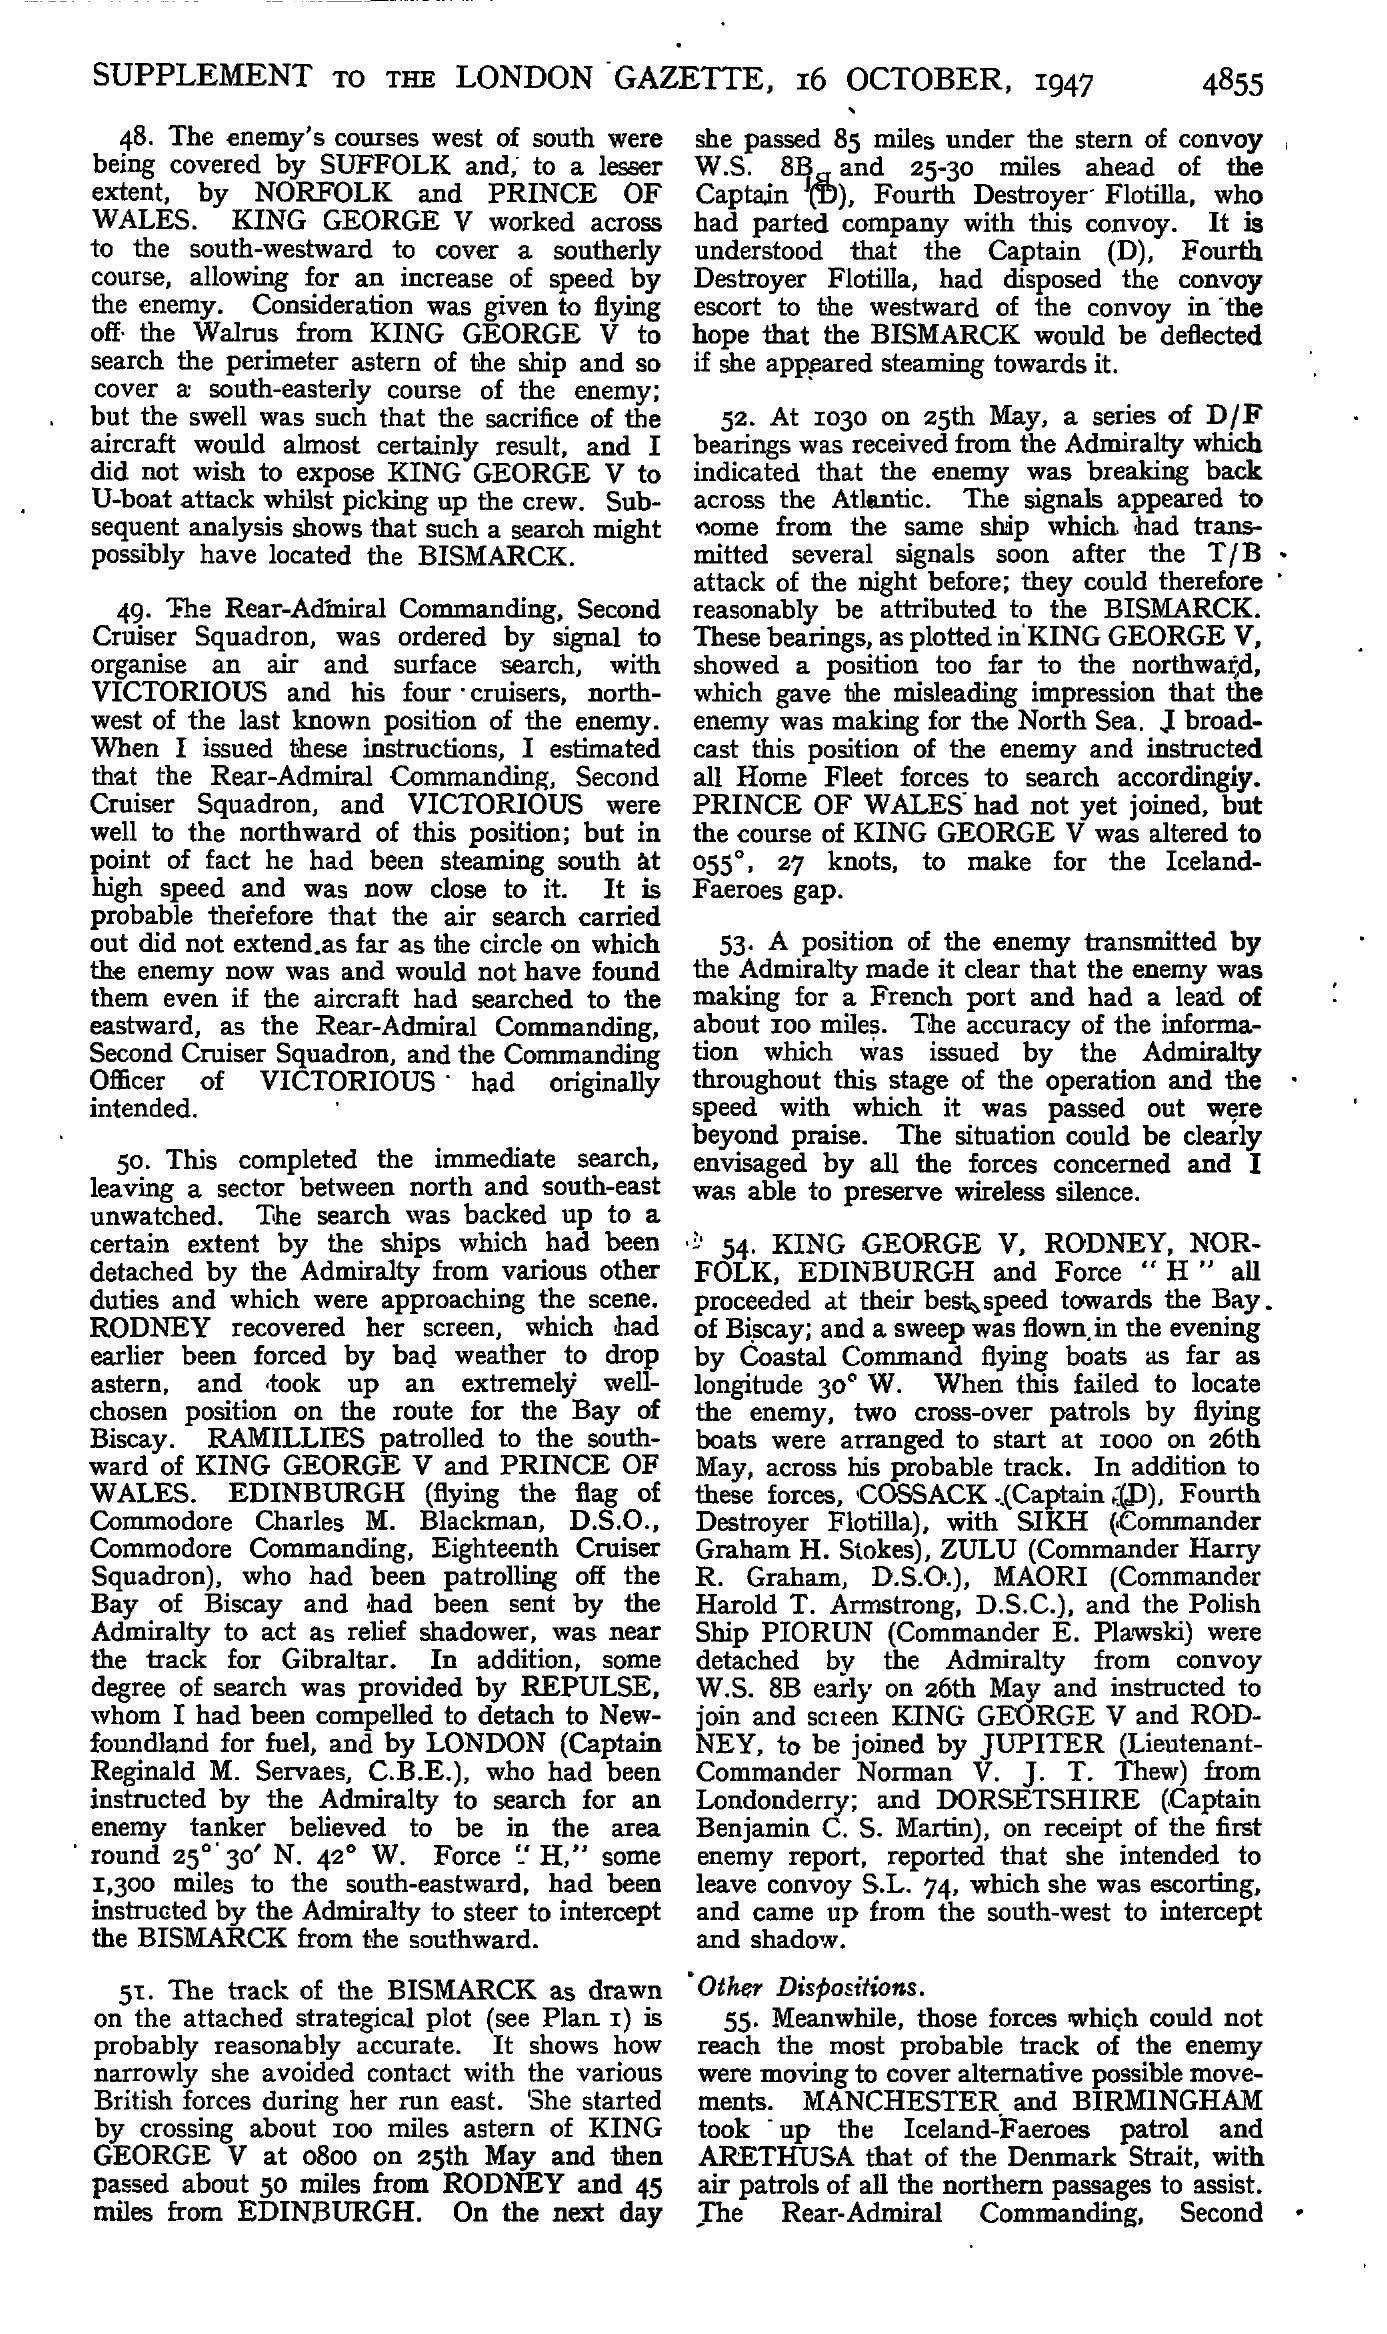 SUPPLEMENT TO THE LONDON GAZETTE, 16 OCTOBER, 1947 4855
48. The enemy's courses west of south were
being covered by SUFFOLK and, to a lesser
extent, by NORFOLK and PRINCE OF
WALES. KING GEORGE V worked across
to the south-westward to cover a southerly
course, allowing for an increase of speed by
the enemy. Consideration was given to flying
off the Walrus from KING GEORGE V to
search the perimeter astern of the ship and so
cover a south-easterly course of the enemy;
but the swell was such that the sacrifice of the
aircraft would almost certainly result, and I
did not wish to expose KING GEORGE V to
U-boat attack whilst picking up the crew. Sub-
sequent analysis shows that such a search might
possibly have located the BISMARCK.
49. The Rear-Admiral Commanding, Second
Cruiser Squadron, was ordered by signal to
organise an air and surface search, with
VICTORIOUS and his four cruisers, north-
west of the last known position of the enemy.
When I issued these instructions, I estimated
that the Rear-Admiral Commanding, Second
Cruiser Squadron, and VICTORIOUS were
well to the northward of this position; but in
point of fact he had been steaming south at
high speed and was now close to it. It is
probable therefore that the air search carried
out did not extend as far as the circle on which
the enemy now was and would not have found
them even if the aircraft had searched to the
eastward, as the Rear-Admiral Commanding,
Second Cruiser Squadron, and the Commanding
Officer of VICTORIOUS had originally
intended.
50. This completed the immediate search,
leaving a sector between north and south-east
unwatched. The search was backed up to a
certain extent by the ships which had been
detached by the Admiralty from various other
duties and which were approaching the scene.
RODNEY recovered her screen, which had
earlier been forced by bad weather to drop
astern, and took up an extremely well-
chosen position on the route for the Bay of
Biscay. RAMILLIES patrolled to the south-
ward of KING GEORGE V and PRINCE OF
WALES. EDINBURGH (flying the flag of
Commodore Charles M. Blackman, D.S.O.,
Commodore Commanding, Eighteenth Cruiser
Squadron), who had been patrolling off the
Bay of Biscay and had been sent by the
Admiralty to act as relief shadower, was near
the track for Gibraltar. In addition, some
degree of search was provided by REPULSE,
whom I had been compelled to detach to New-
foundland for fuel, and by LONDON (Captain
Reginald M. Servaes, C.B.E.), who had been
instructed by the Admiralty to search for an
enemy tanker believed to be in the area
round 25° 30′ N. 42° W. Force " H," some
1,300 miles to the south-eastward, had been
instructed by the Admiralty to steer to intercept
the BISMARCK from the southward.
51. The track of the BISMARCK as drawn
on the attached strategical plot (see Plan 1) is
probably reasonably accurate. It shows how
narrowly she avoided contact with the various
British forces during her run east. She started
by crossing about 100 miles astern of KING
GEORGE V at 0800 on 25th May and then
passed about 50 miles from RODNEY and 45
miles from EDINBURGH. On the next day
she passed 85 miles under the stern of convoy
W.S. 8B and 25-30 miles ahead of the
Captain (D), Fourth Destroyer Flotilla, who
had parted company with this convoy. It is
understood that the Captain (D), Fourth
Destroyer Flotilla, had disposed the convoy
escort to the westward of the convoy in the
hope that the BISMARCK would be deflected
if she appeared steaming towards it.
52. At 1030 on 25th May, a series of D/F
bearings was received from the Admiralty which
indicated that the enemy was breaking back
across the Atlantic. The signals appeared to
come from the same ship which had trans-
mitted several signals soon after the T/B
attack of the night before; they could therefore
reasonably be attributed to the BISMARCK.
These bearings, as plotted in KING GEORGE V,
showed a position too far to the northward,
which gave the misleading impression that the
enemy was making for the North Sea. I broad-
cast this position of the enemy and instructed
all Home Fleet forces to search accordingly.
PRINCE OF WALES had not yet joined, but
the course of KING GEORGE V was altered to
055°, 27 knots, to make for the Iceland-
Faeroes gap.
53. A position of the enemy transmitted by
the Admiralty made it clear that the enemy was
making for a French port and had a lead of
about 100 miles. The accuracy of the informa-
tion which was issued by the Admiralty
throughout this stage of the operation and the
speed with which it was passed out were
beyond praise. The situation could be clearly
envisaged by all the forces concerned and I
was able to preserve wireless silence.
54. KING GEORGE V, RODNEY, NOR-
FOLK, EDINBURGH and Force " H " all
proceeded at their best speed towards the Bay
of Biscay; and a sweep was flown in the evening
by Coastal Command flying boats as far as
longitude 30° W. When this failed to locate
the enemy, two cross-over patrols by flying
boats were arranged to start at 1000 on 26th
May, across his probable track. In addition to
these forces, COSSACK (Captain (D), Fourth
Destroyer Flotilla), with SIKH (Commander
Graham H. Stokes), ZULU (Commander Harry
R. Graham, D.S.O.), MAORI (Commander
Harold T. Armstrong, D.S.C.), and the Polish
Ship PIORUN (Commander E. Plawski) were
detached by the Admiralty from convoy
W.S. 8B early on 26th May and instructed to
join and screen KING GEORGE V and ROD-
NEY, to be joined by JUPITER (Lieutenant-
Commander Norman V. J. T. Thew) from
Londonderry; and DORSETSHIRE (Captain
Benjamin C. S. Martin), on receipt of the first
enemy report, reported that she intended to
leave convoy S.L. 74, which she was escorting,
and came up from the south-west to intercept
and shadow.
Other Dispositions.
55. Meanwhile, those forces which could not
reach the most probable track of the enemy
were moving to cover alternative possible move-
ments. MANCHESTER and BIRMINGHAM
took up the Iceland-Faeroes patrol and
ARETHUSA that of the Denmark Strait, with
air patrols of all the northern passages to assist.
The Rear-Admiral Commanding, Second